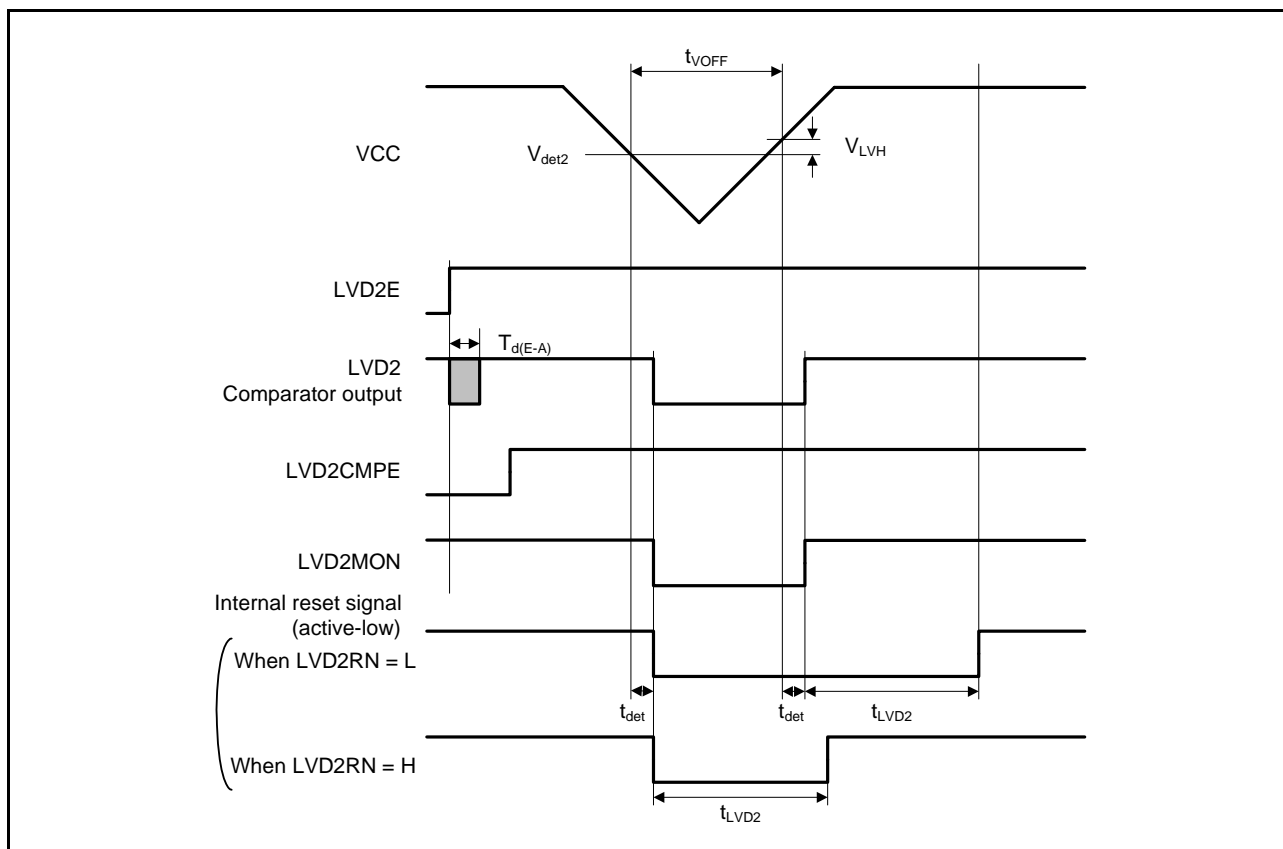 tVOFF
VCC
Vdet2
VLVH
LVD2E
Td(E-A)
LVD2
Comparator output
LVD2CMPE
LVD2MON
Internal reset signal
(active-low)
When LVD2RN = L
tdet
tdet
tLVD2
When LVD2RN = H
tLVD2